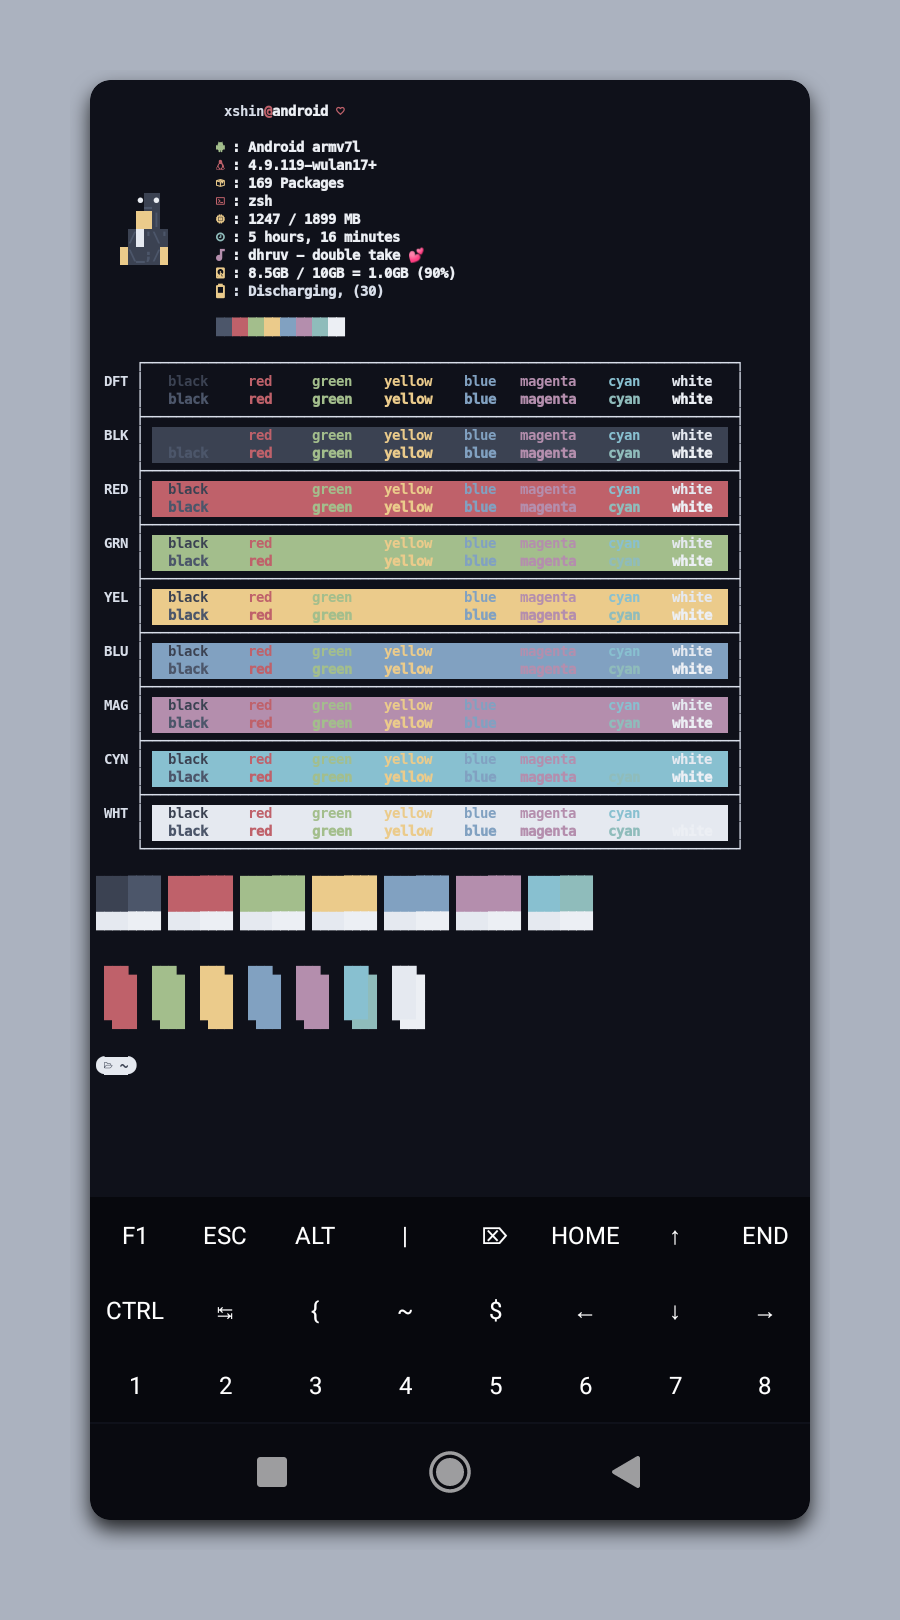 xshin@android ♡
: Android armv7l
: 4.9.119-wulan17+
: 169 Packages
: zsh
: 1247 / 1899 MB
: 5 hours, 16 minutes
: dhruv - double take 💕
: 8.5GB / 10GB = 1.0GB (90%)
: Discharging, (30)
DFT black red green yellow blue magenta cyan white
black red green yellow blue magenta cyan white
BLK red green yellow blue magenta cyan white
black red green yellow blue magenta cyan white
RED black green yellow blue magenta cyan white
black green yellow blue magenta cyan white
GRN black red yellow blue magenta cyan white
black red yellow blue magenta cyan white
YEL black red green blue magenta cyan white
black red green blue magenta cyan white
BLU black red green yellow magenta cyan white
black red green yellow magenta cyan white
MAG black red green yellow blue cyan white
black red green yellow blue cyan white
CYN black red green yellow blue magenta white
black red green yellow blue magenta cyan white
WHT black red green yellow blue magenta cyan
black red green yellow blue magenta cyan white
~
F1 ESC ALT | ⌦ HOME ↑ END
CTRL ↹ { ~ $ ← ↓ →
1 2 3 4 5 6 7 8